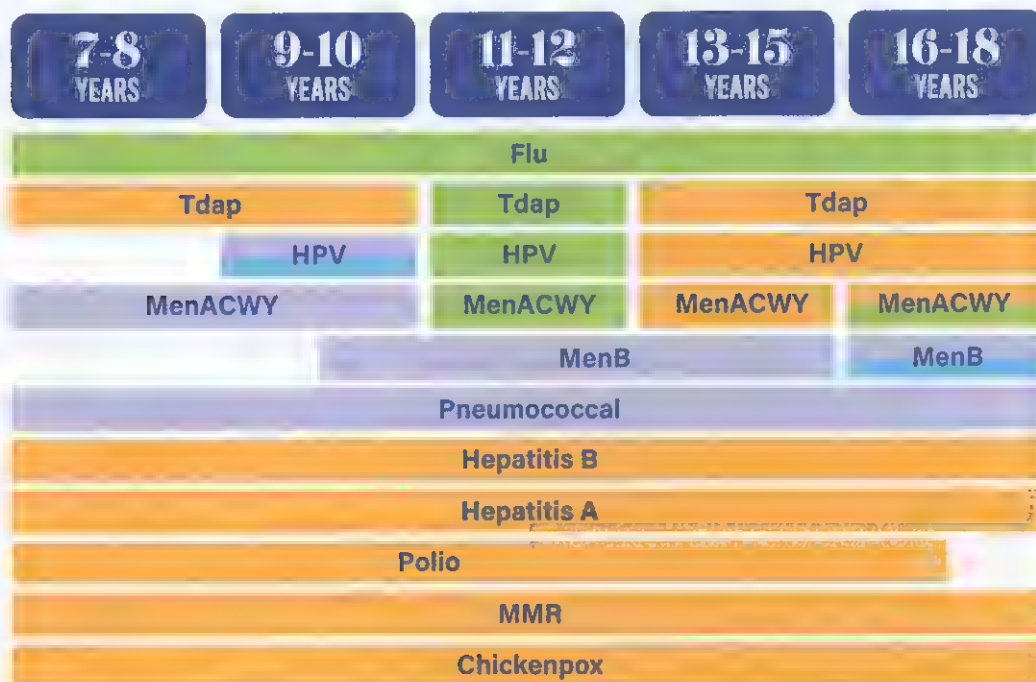 7-8 9-10 11-12 13-15 16-18
YEARS YEARS YEARS YEARS YEARS
Flu
Tdap Tdap Tdap
HPV HPV HPV
MenACWY MenACWY MenACWY MenACWY
MenB MenB
Pneumococcal
Hepatitis B
Hepatitis A
Polio
MMR
Chickenpox